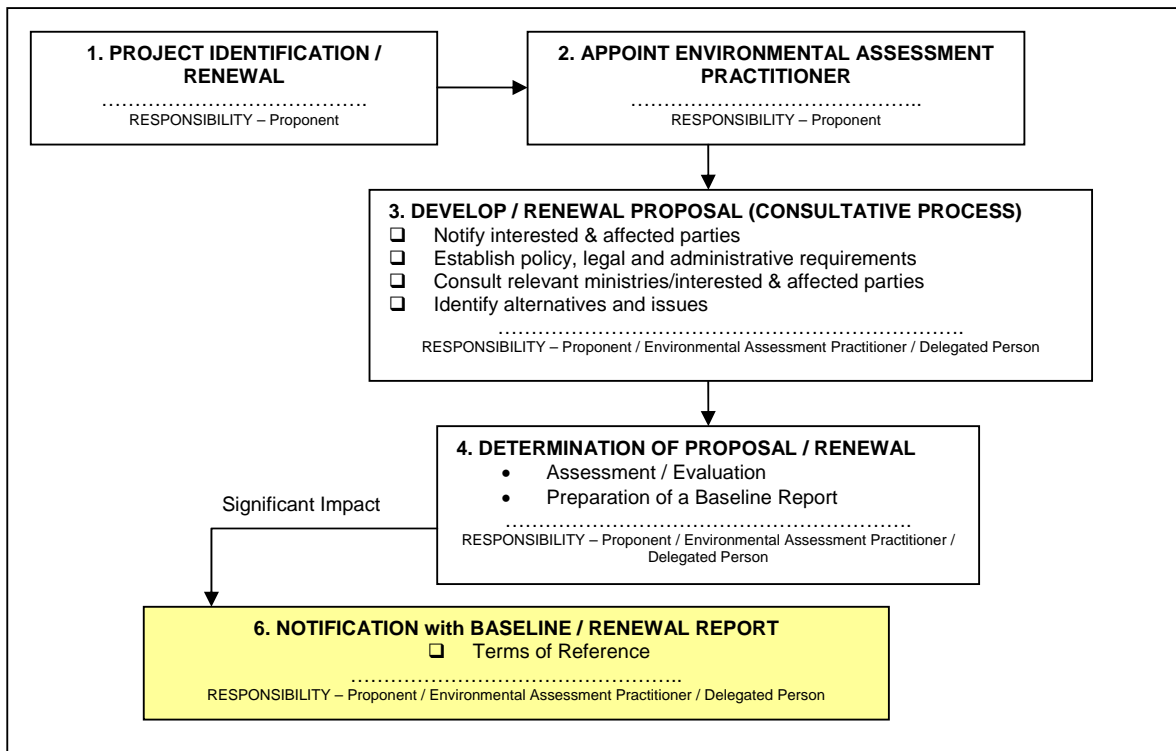 1. PROJECT IDENTIFICATION /
RENEWAL
………………………………….
RESPONSIBILITY – Proponent
2. APPOINT ENVIRONMENTAL ASSESSMENT
PRACTITIONER
……………………………………..
RESPONSIBILITY – Proponent
3. DEVELOP / RENEWAL PROPOSAL (CONSULTATIVE PROCESS)
❑ Notify interested & affected parties
❑ Establish policy, legal and administrative requirements
❑ Consult relevant ministries/interested & affected parties
❑ Identify alternatives and issues
…………………………………………………………….
RESPONSIBILITY – Proponent / Environmental Assessment Practitioner / Delegated Person
4. DETERMINATION OF PROPOSAL / RENEWAL
• Assessment / Evaluation
• Preparation of a Baseline Report
…………………………………………………….
RESPONSIBILITY – Proponent / Environmental Assessment Practitioner /
Delegated Person
Significant Impact
6. NOTIFICATION with BASELINE / RENEWAL REPORT
❑ Terms of Reference
…………………………………………..
RESPONSIBILITY – Proponent / Environmental Assessment Practitioner / Delegated Person